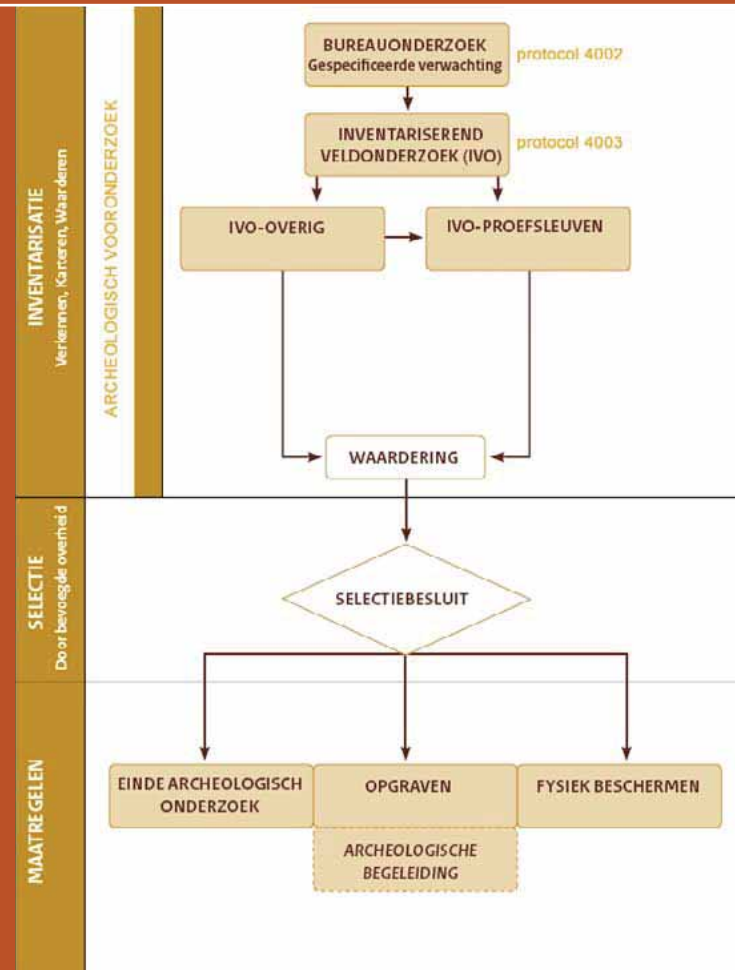 BUREAUONDERZOEK
Gespecificeerde verwachting
protocol 4002
INVENTARISEREND
VELDONDERZOEK (IVO)
protocol 4003
IVO-OVERIG
IVO-PROEFSLEUVEN
WAARDERING
INVENTARISATIE
Verkennen, Karteren, Waarderen
ARCHEOLOGISCH VOORONDERZOEK
SELECTIE
Door bevoegde overheid
SELECTIEBESLUIT
MAATREGELEN
EINDE ARCHEOLOGISCH
ONDERZOEK
OPGRAVEN
FYSIEK BESCHERMEN
ARCHEOLOGISCHE
BEGELEIDING